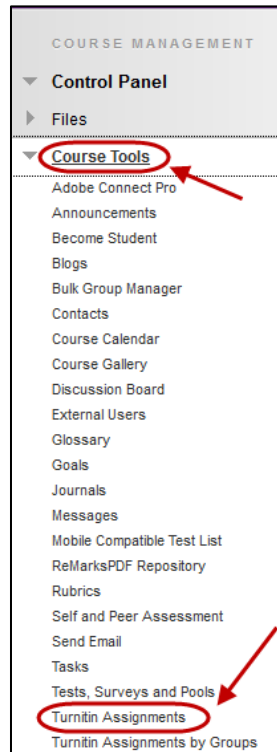 COURSE MANAGEMENT
Control Panel
Files
Course Tools
Adobe Connect Pro
Announcements
Become Student
Blogs
Bulk Group Manager
Contacts
Course Calendar
Course Gallery
Discussion Board
External Users
Glossary
Goals
Journals
Messages
Mobile Compatible Test List
ReMarksPDF Repository
Rubrics
Self and Peer Assessment
Send Email
Tasks
Tests, Surveys and Pools
Turnitin Assignments
Turnitin Assignments by Groups